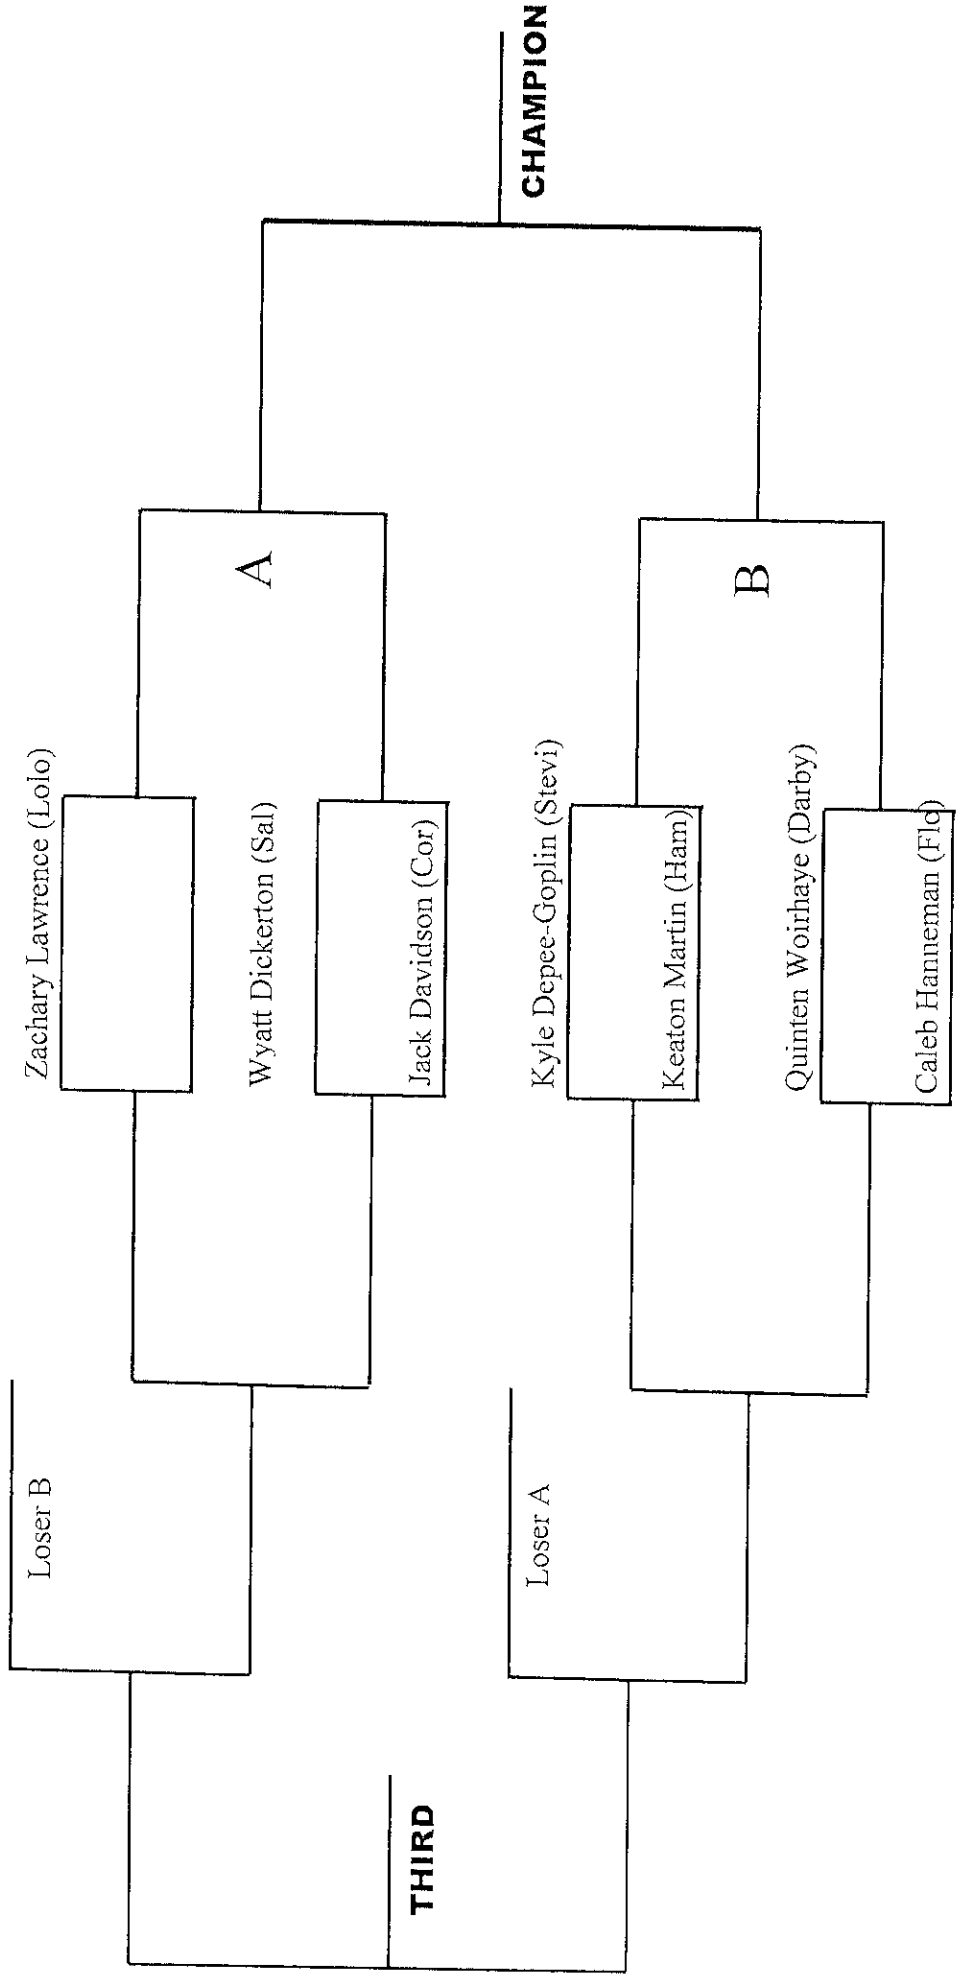 Zachary Lawrence (Lolo)
Wyatt Dickerton (Sal)
Jack Davidson (Cor)
Kyle Depee-Goplin (Stevi)
Keaton Martin (Ham)
Quinten Woirhaye (Darby)
Caleb Hanneman (Flo)
A
B
CHAMPION
Loser B
Loser A
THIRD